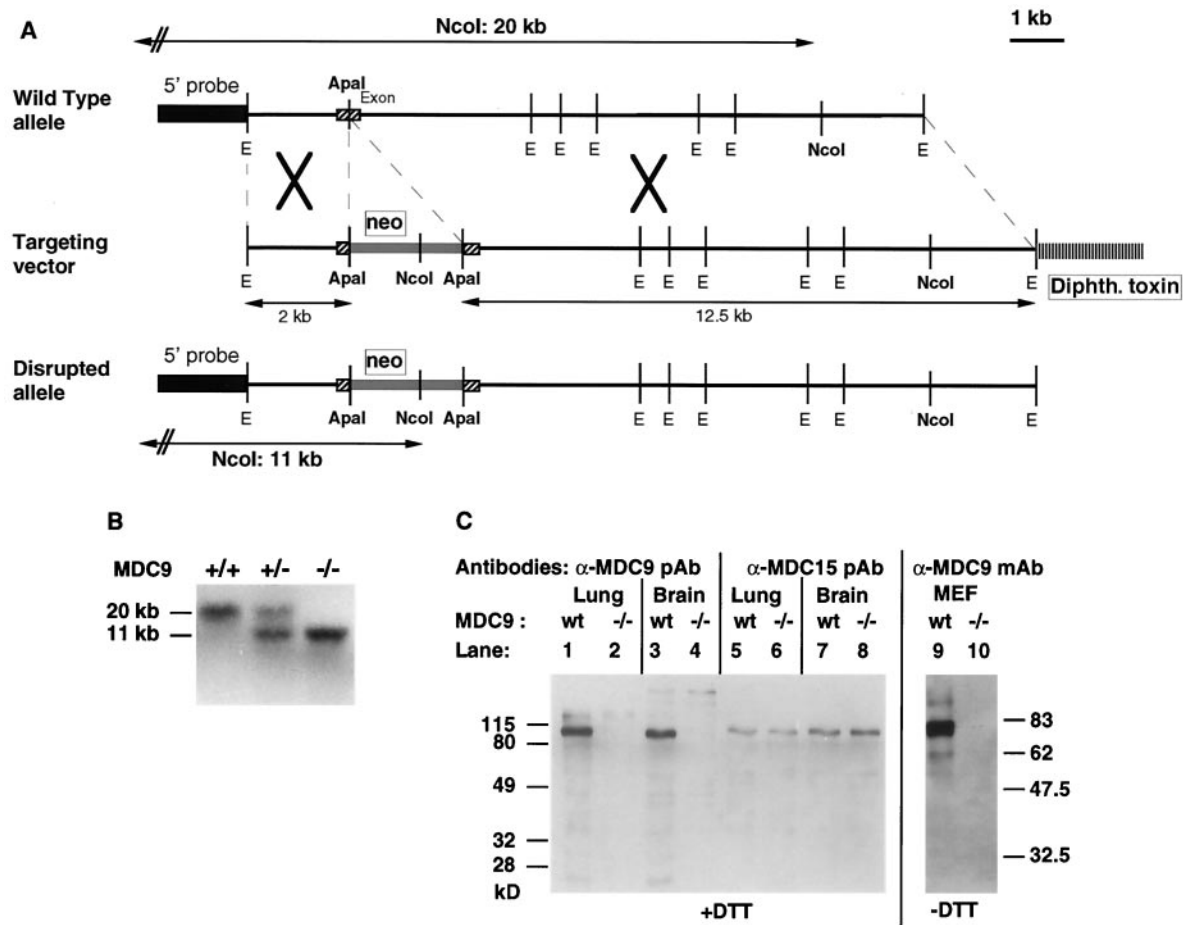 A
NcoI: 20 kb
1 kb
5' probe
ApaI
Exon
Wild Type
allele
E E E E E E NcoI E
neo
Targeting
vector
E ApaI NcoI ApaI E E E E E NcoI E
Diphth. toxin
2 kb
12.5 kb
5' probe
neo
Disrupted
allele
E ApaI NcoI ApaI E E E E E NcoI E
NcoI: 11 kb
B
MDC9 +/+ +/- -/-
20 kb
11 kb
C
Antibodies: α-MDC9 pAb α-MDC15 pAb α-MDC9 mAb
Lung Brain Lung Brain MEF
MDC9 : wt -/- wt -/- wt -/- wt -/- wt -/-
Lane: 1 2 3 4 5 6 7 8 9 10
115
80
49
32
28
kD
83
62
47.5
32.5
+DTT
-DTT